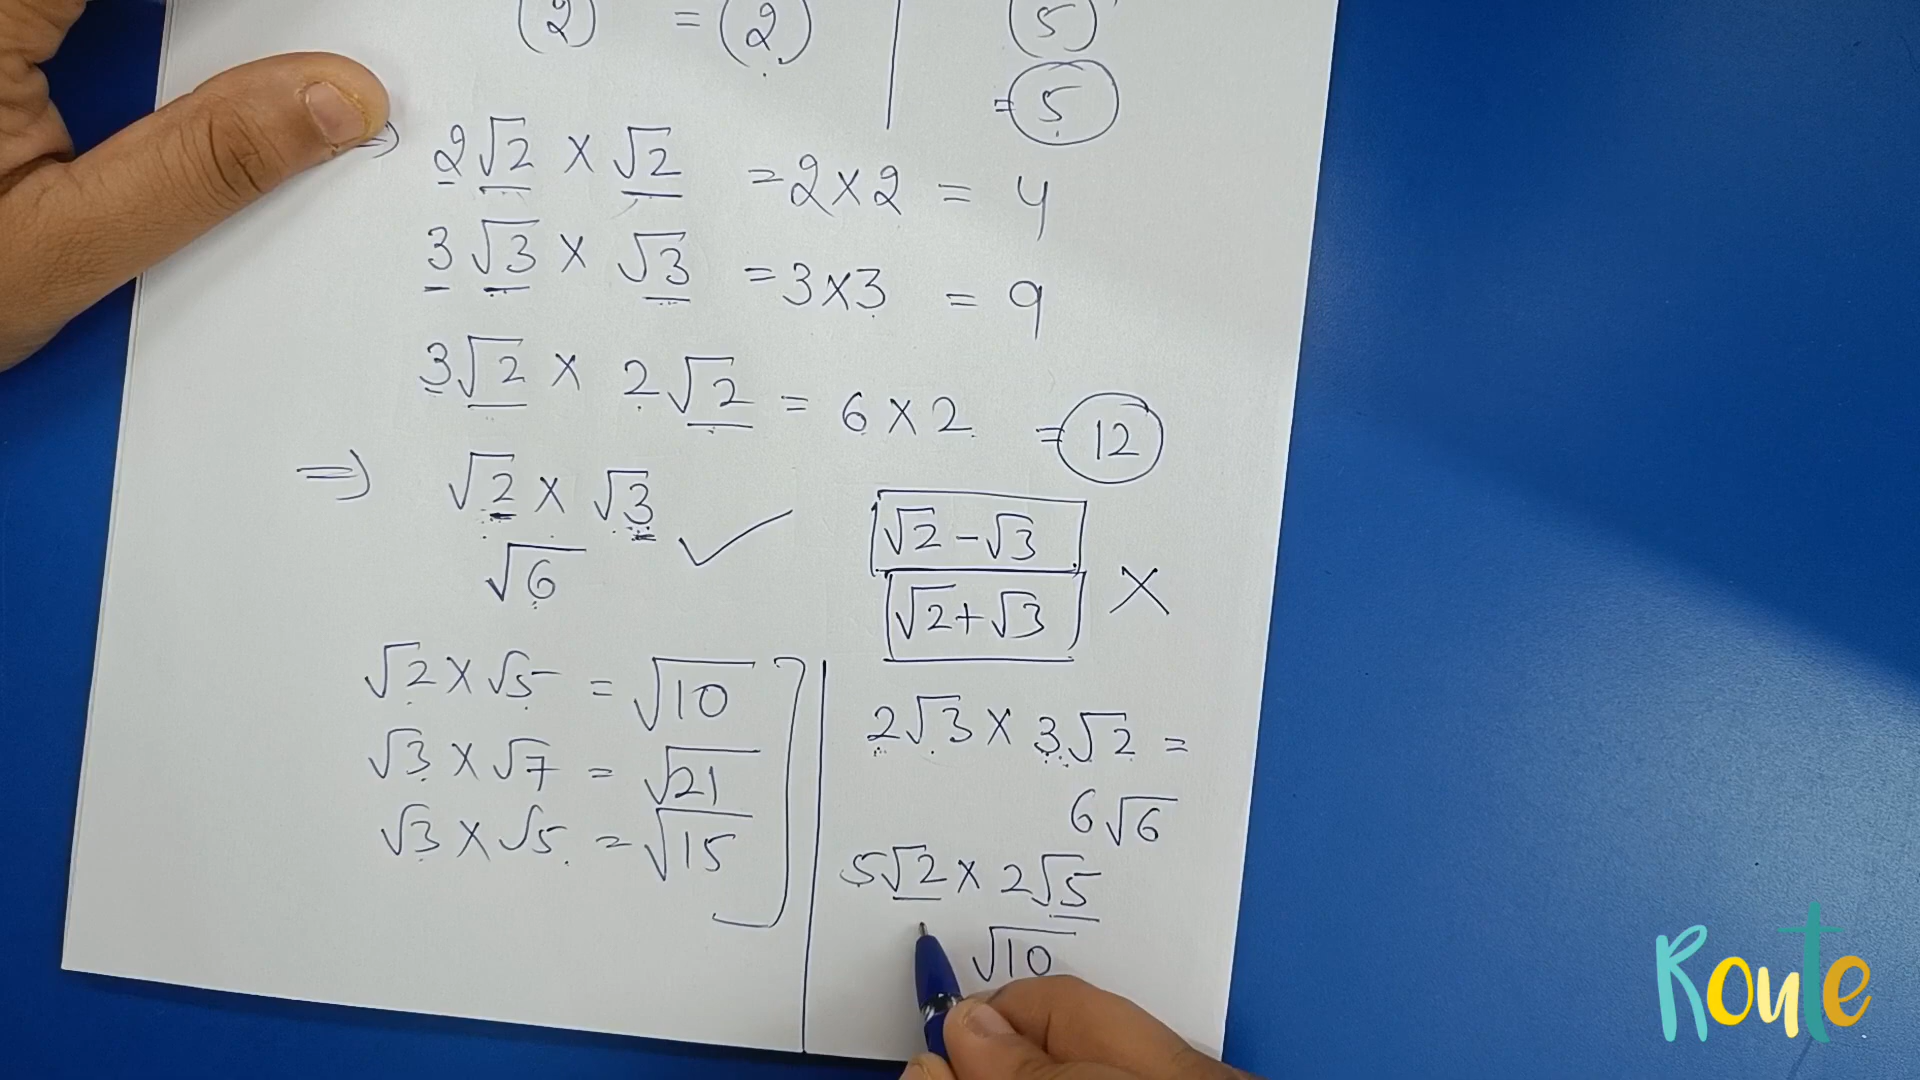 (2) = (2)
(5)
= 5
⇒ 2√2 × √2 = 2×2 = 4
3√3 × √3 = 3×3 = 9
3√2 × 2√2 = 6×2 = 12
⇒ √2 × √3
√6
√2 - √3
√2 + √3 ×
√2 × √5 = √10
√3 × √7 = √21
√3 × √5 = √15
2√3 × 3√2 =
6√6
5√2 × 2√5
√10
Route